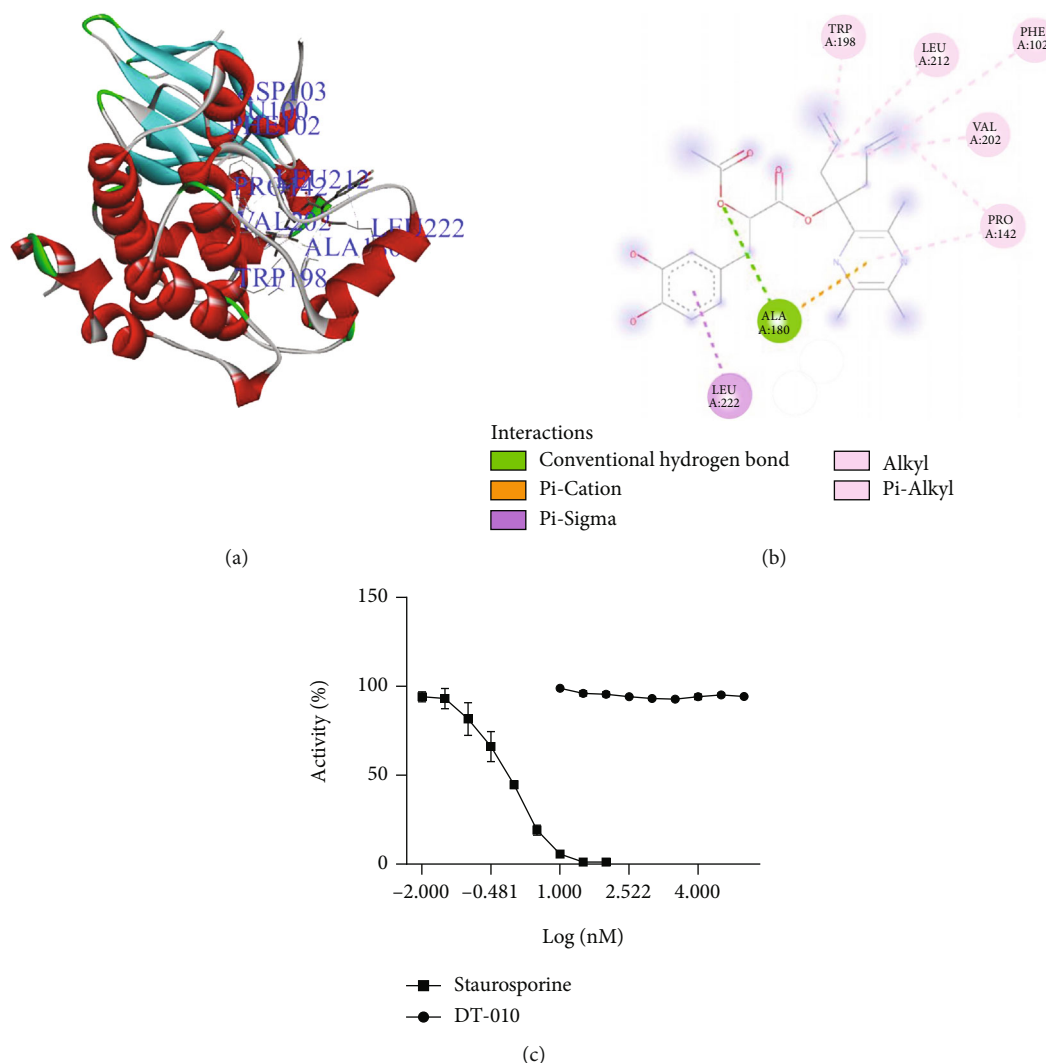 ASP103
PHE102
LEU212
VAL202
LEU222
TRP198
(a)
TRP
A:198
LEU
A:212
PHE
A:102
VAL
A:202
PRO
A:142
ALA
A:180
LEU
A:222
O
O
O
O
O
O
O
N
N
Interactions
Conventional hydrogen bond
Pi-Cation
Pi-Sigma
Alkyl
Pi-Alkyl
(b)
150
100
50
0
Activity (%)
−2.000 −0.481 1.000 2.522 4.000
Log (nM)
Staurosporine
DT-010
(c)